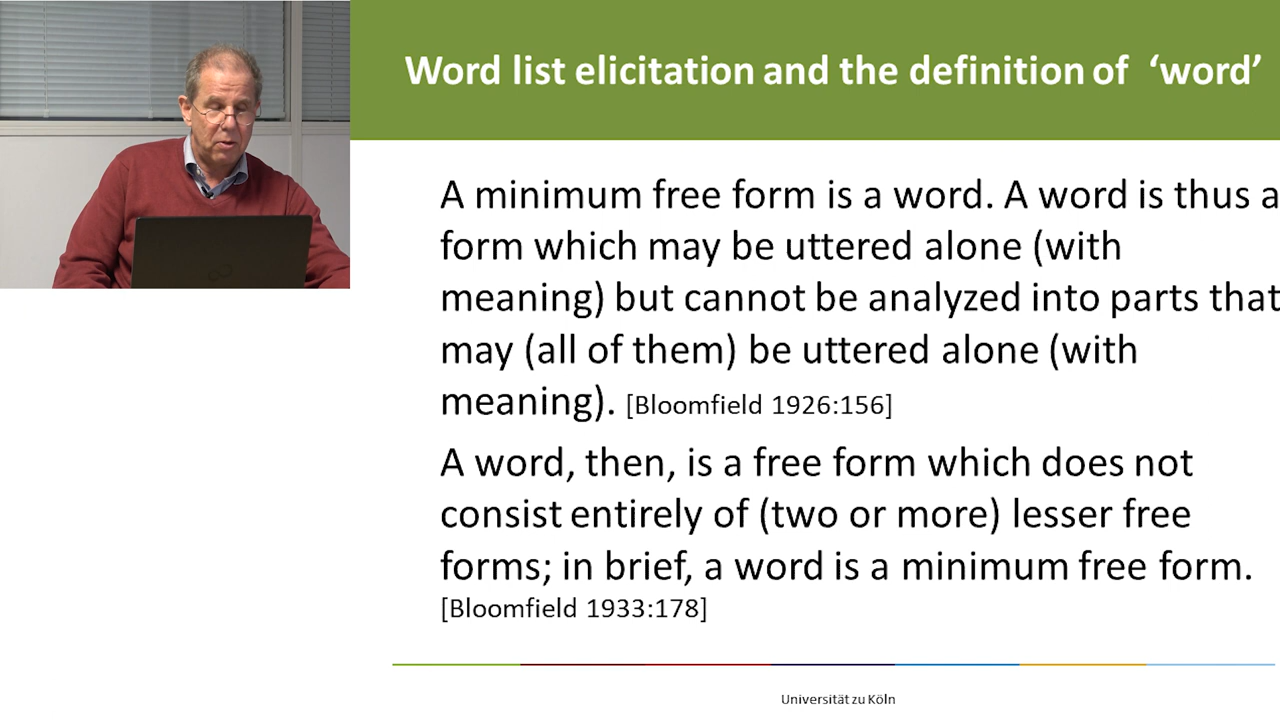 Word list elicitation and the definition of ‘word’
A minimum free form is a word. A word is thus a
form which may be uttered alone (with
meaning) but cannot be analyzed into parts that
may (all of them) be uttered alone (with
meaning). [Bloomfield 1926:156]
A word, then, is a free form which does not
consist entirely of (two or more) lesser free
forms; in brief, a word is a minimum free form.
[Bloomfield 1933:178]
Universität zu Köln